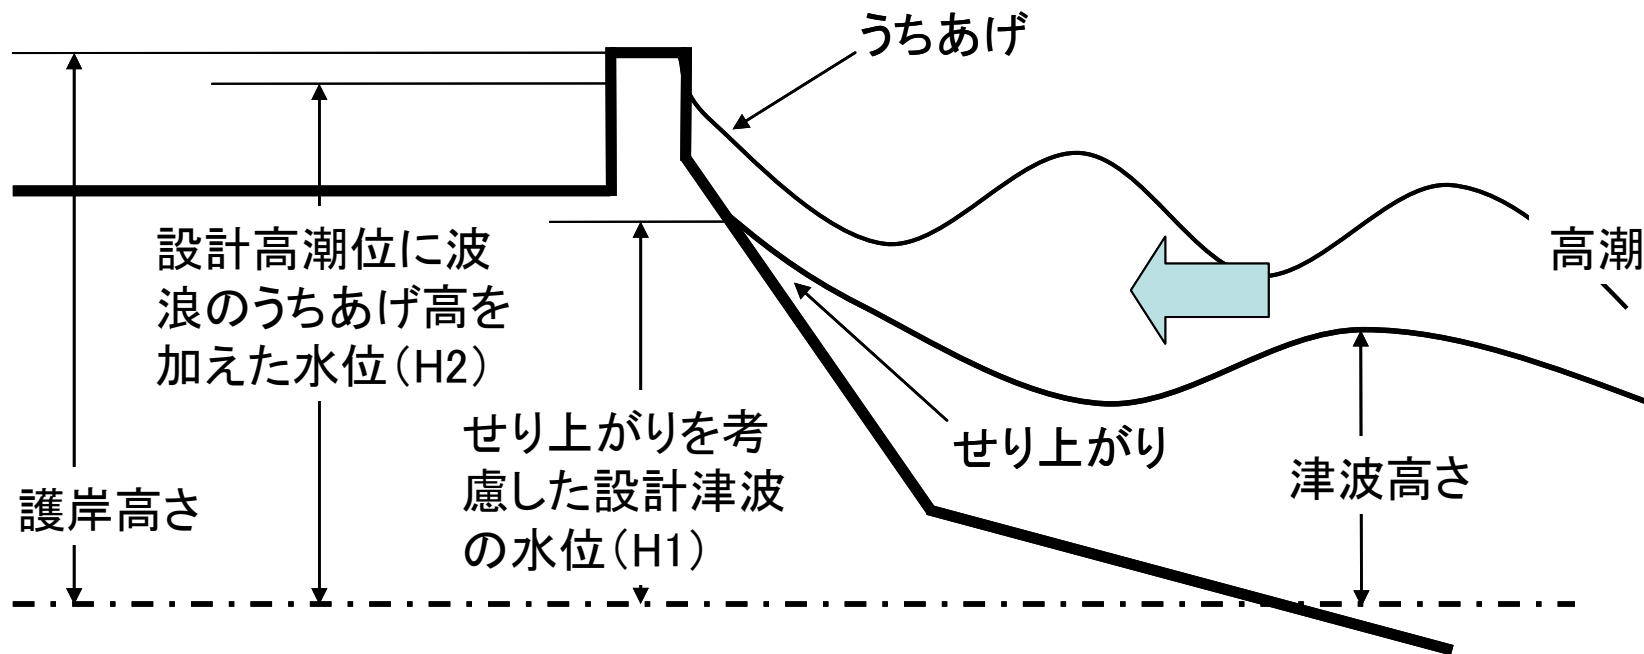 うちあげ
高潮
設計高潮位に波
浪のうちあげ高を
加えた水位(H2)
せり上がりを考
慮した設計津波
の水位(H1)
せり上がり
津波高さ
護岸高さ